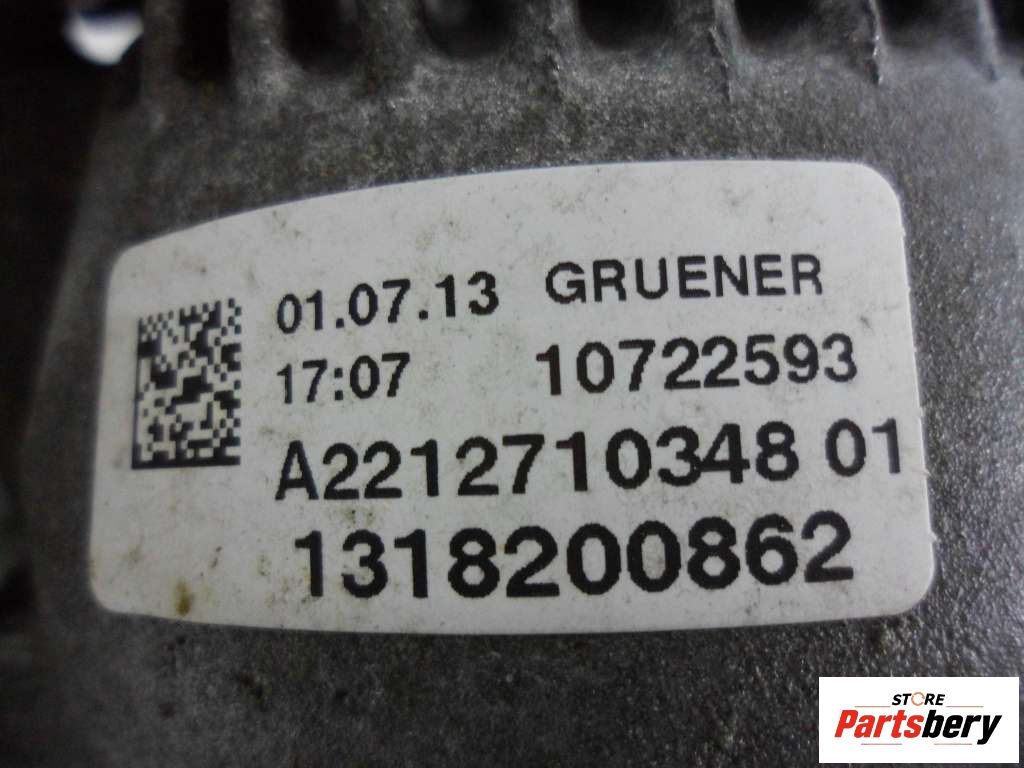 01.07.13 GRUENER
17:07 10722593
A2212710348 01
1318200862
STORE
Partsbery